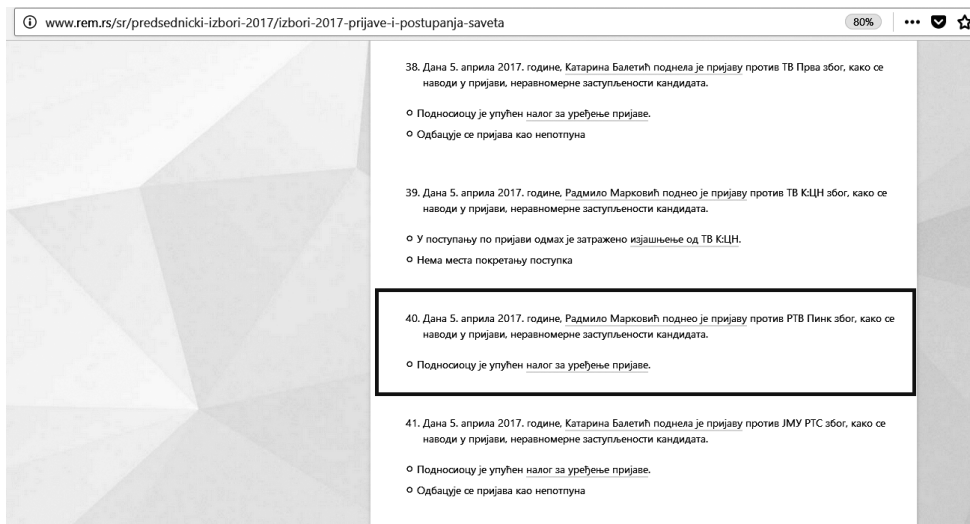 www.rem.rs/sr/predsednicki-izbori-2017/izbori-2017-prijave-i-postupanja-saveta
80%
38. Дана 5. априла 2017. године, Катарина Балетић поднела је пријаву против ТВ Прва због, како се
наводи у пријави, неравномерне заступљености кандидата.
Подносиоцу је упућен налог за уређење пријаве.
Одбацује се пријава као непотпуна
39. Дана 5. априла 2017. године, Радмило Марковић поднео је пријаву против ТВ К:ЦН због, како се
наводи у пријави, неравномерне заступљености кандидата.
У поступању по пријави одмах је затражено изјашњење од ТВ К:ЦН.
Нема места покретању поступка
40. Дана 5. априла 2017. године, Радмило Марковић поднео је пријаву против РТВ Пинк због, како се
наводи у пријави, неравномерне заступљености кандидата.
Подносиоцу је упућен налог за уређење пријаве.
41. Дана 5. априла 2017. године, Катарина Балетић поднела је пријаву против ЈМУ РТС због, како се
наводи у пријави, неравномерне заступљености кандидата.
Подносиоцу је упућен налог за уређење пријаве.
Одбацује се пријава као непотпуна